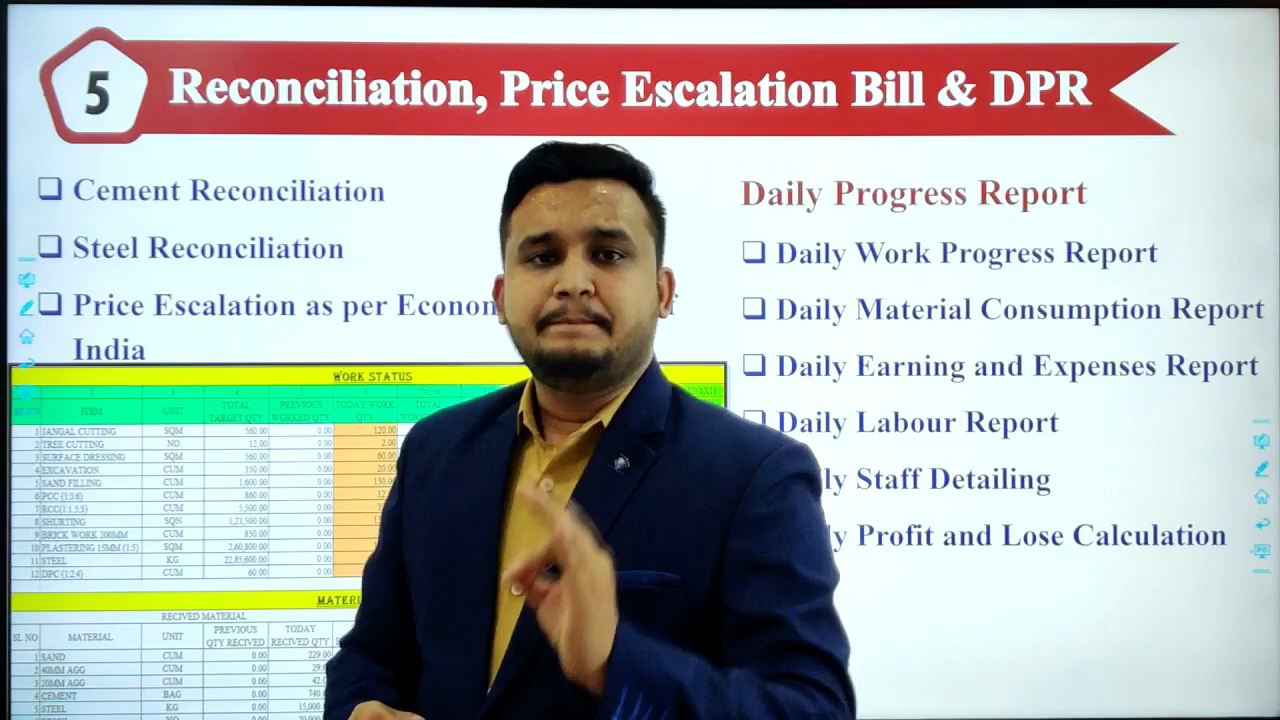 5
Reconciliation, Price Escalation Bill & DPR
Cement Reconciliation
Steel Reconciliation
Price Escalation as per
India
Daily Progress Report
Daily Work Progress Report
Daily Material Consumption Report
Daily Earning and Expenses Report
Daily Labour Report
Staff Detailing
Profit and Lose Calculation
WORK STATUS
SL NO ITEM UNIT TOTAL TARGET QTY PREVIOUS WORKED QTY TODAY WORK QTY TOTAL
1 JANGAL CUTTING SQM 560.00 0.00 120.00
2 TREE CUTTING NO 12.00 0.00 2.00
3 SURFACE DRESSING SQM 560.00 0.00 60.00
4 EXCAVATION CUM 350.00 0.00 20.00
5 SAND FILLING CUM 1,600.00 0.00 130.00
6 PCC (1:3:6) CUM 860.00 0.00
7 RCC(1:1.5:3) CUM 5,500.00 0.00
8 SHURTING SQN 1,23,500.00 0.00
9 BRICK WORK 200MM CUM 850.00 0.00
10 PLASTERING 15MM (1:5) SQM 2,60,800.00 0.00
11 STEEL KG 22,85,600.00 0.00
12 DPC (1:2:4) CUM 60.00 0.00
RECIVED MATERIAL
SL NO MATERIAL UNIT PREVIOUS QTY RECIVED TODAY RECIVED QTY
1 SAND CUM 0.00 229.00
2 40MM AGG CUM 0.00
3 20MM AGG CUM 0.00
4 CEMENT BAG 0.00
5 STEEL KG 0.00